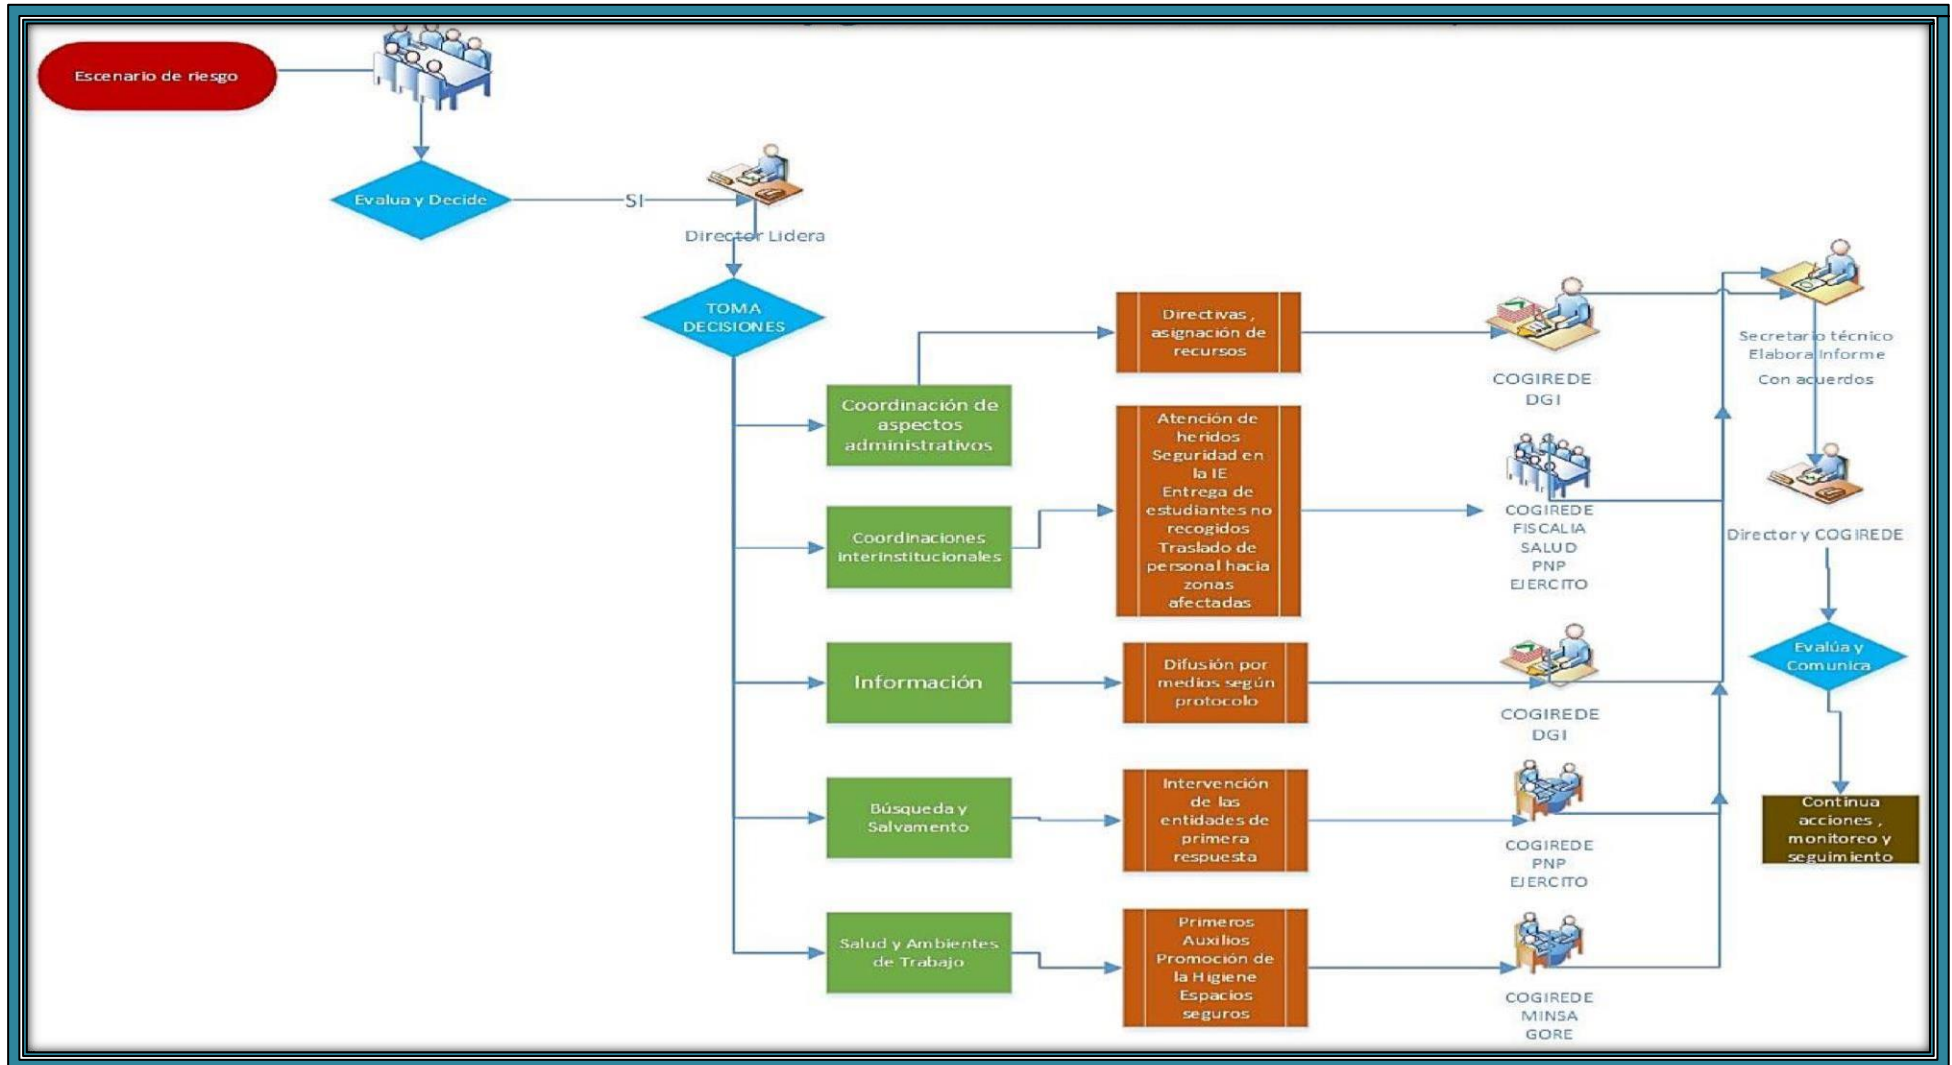 Escenario de riesgo
Evalua y Decide
SI
Director Lidera
TOMA
DECISIONES
Coordinación de
aspectos
administrativos
Directivas ,
asignación de
recursos
COGIREDE
DGI
Coordinaciones
interinstitucionales
Atención de
heridos
Seguridad en
la IE
Entrega de
estudiantes no
recogidos
Traslado de
personal hacia
zonas
afectadas
COGIREDE
FISCALIA
SALUD
PNP
EJERCITO
Información
Difusión por
medios según
protocolo
COGIREDE
DGI
Búsqueda y
Salvamento
Intervención
de las
entidades de
primera
respuesta
COGIREDE
PNP
EJERCITO
Salud y Ambientes
de Trabajo
Primeros
Auxilios
Promoción de
la Higiene
Espacios
seguros
COGIREDE
MINSA
GORE
Secretario técnico
Elabora Informe
Con acuerdos
Director y COGIREDE
Evalúa y
Comunica
Continua
acciones ,
monitoreo y
seguimiento